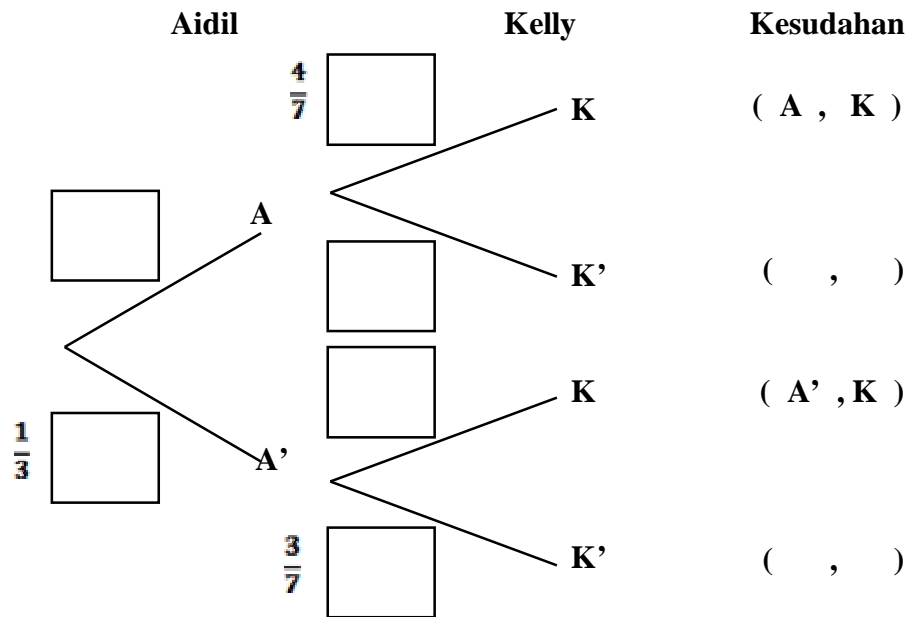 Aidil Kelly Kesudahan
4/7
K ( A , K )
A
K’ ( , )
K ( A’ , K )
1/3
A’
3/7
K’ ( , )